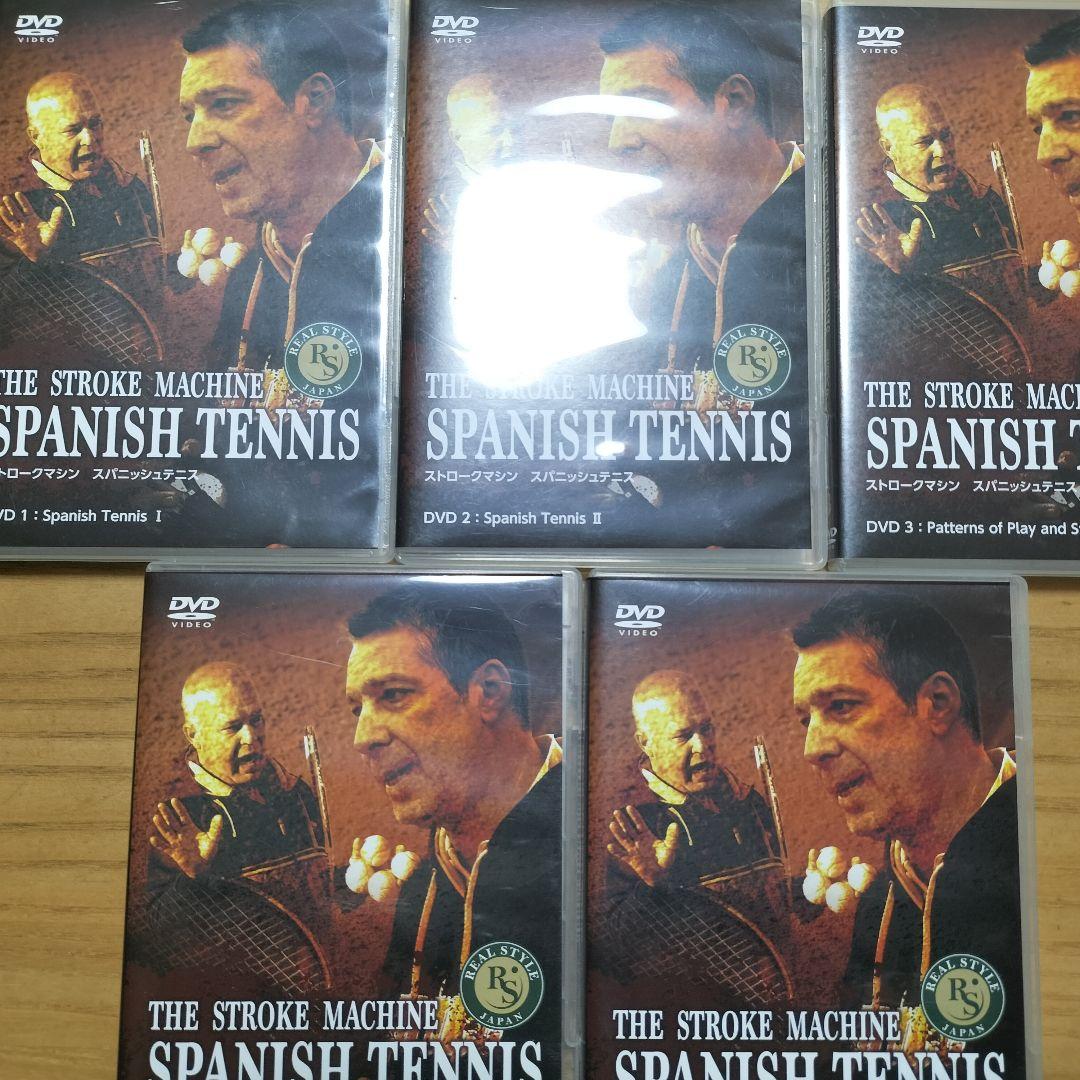 DVD
VIDEO
REAL STYLE
RS
JAPAN
THE STROKE MACHINE
SPANISH TENNIS
トロークマシン スパニッシュテニス
VD 1 : Spanish Tennis Ⅰ
DVD
VIDEO
REAL STYLE
RS
JAPAN
THE STROKE MACHINE
SPANISH TENNIS
ストロークマシン スパニッシュテニス
DVD 2 : Spanish Tennis Ⅱ
DVD
VIDEO
THE STROKE MACH
SPANISH T
ストロークマシン スパニッシュテニス
DVD 3 : Patterns of Play and S
DVD
VIDEO
REAL STYLE
RS
JAPAN
THE STROKE MACHINE
SPANISH TENNIS
DVD
VIDEO
REAL STYLE
RS
JAPAN
THE STROKE MACHINE
SPANISH TENNIS